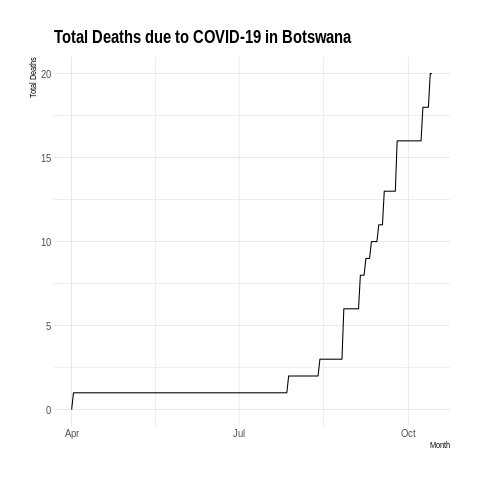 Total Deaths due to COVID-19 in Botswana
Total Deaths
20
15
10
5
0
Apr
Jul
Oct
Month